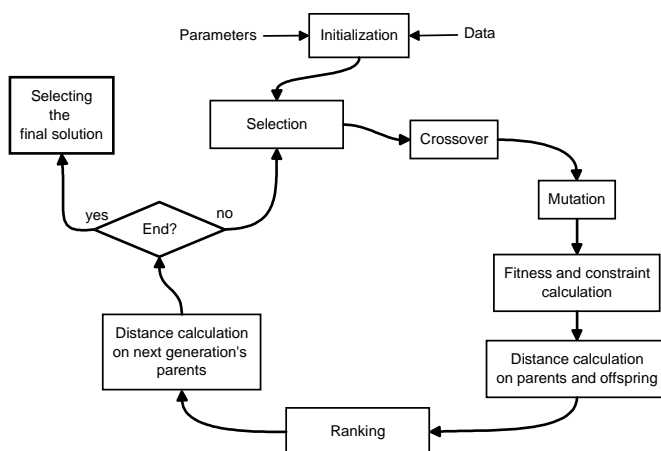 Parameters
Initialization
Data
Selecting
the
final solution
Selection
Crossover
Mutation
yes
no
End?
Fitness and constraint
calculation
Distance calculation
on next generation's
parents
Distance calculation
on parents and offspring
Ranking